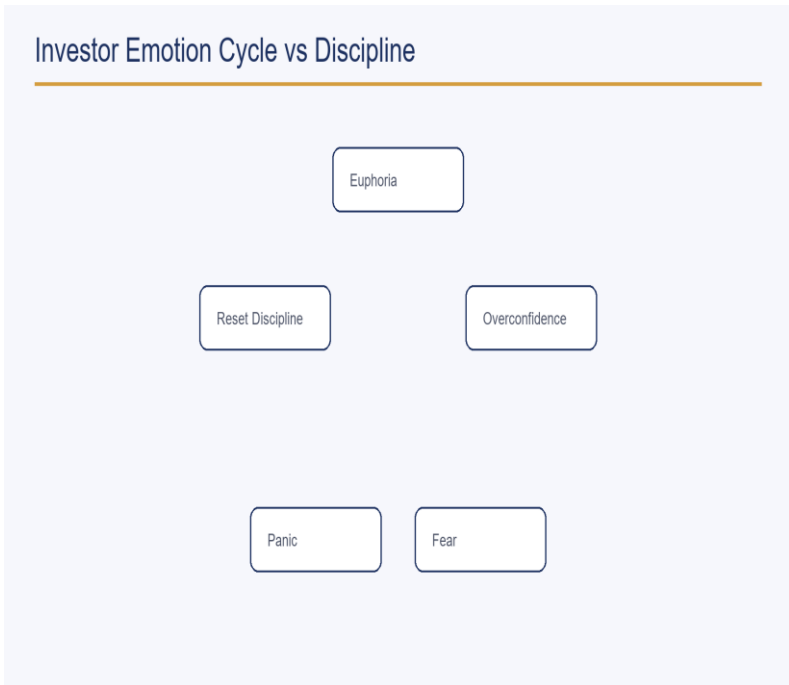 Investor Emotion Cycle vs Discipline
Euphoria
Reset Discipline
Overconfidence
Panic
Fear